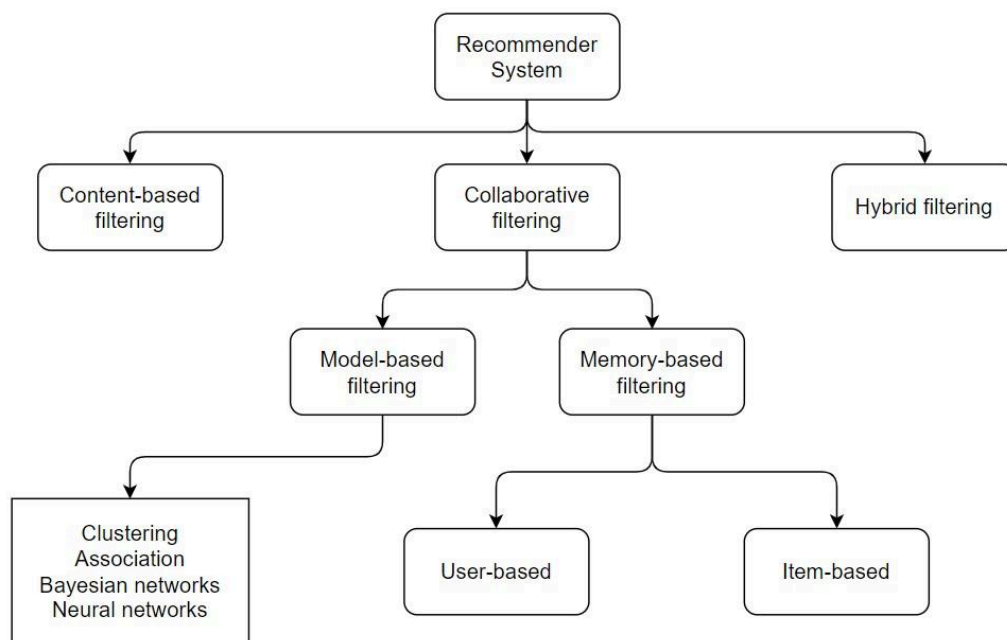 Recommender
System
Content-based
filtering
Collaborative
filtering
Hybrid filtering
Model-based
filtering
Memory-based
filtering
Clustering
Association
Bayesian networks
Neural networks
User-based
Item-based